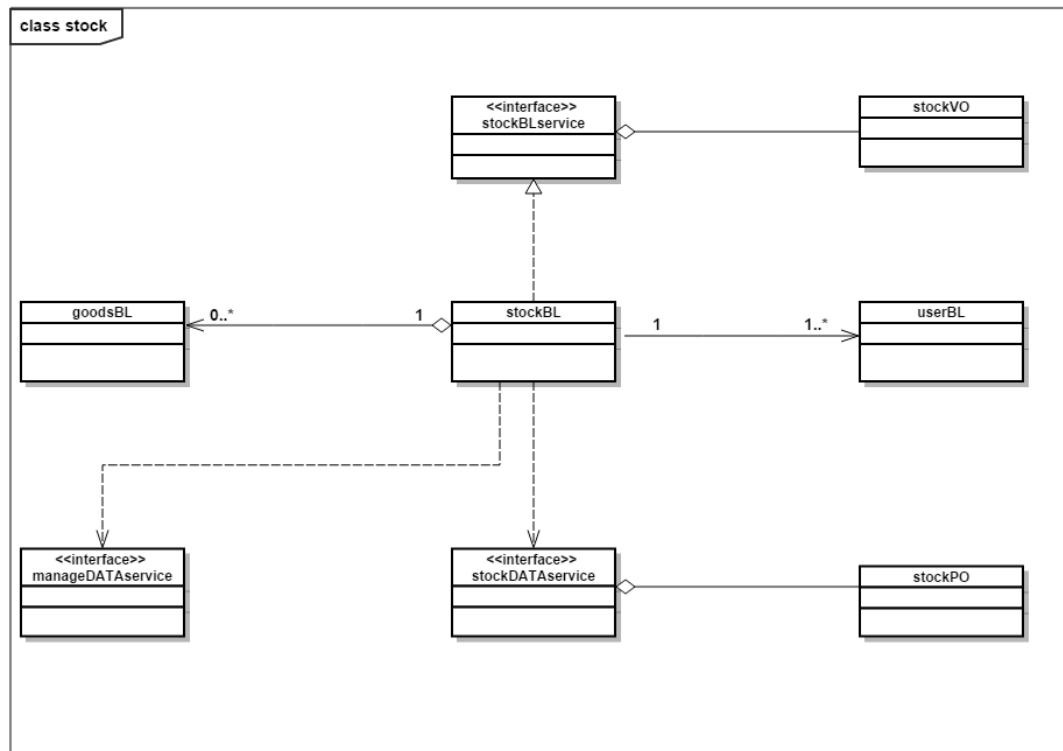 class stock
<<interface>>
stockBLservice
stockVO
goodsBL
0..*
1
stockBL
1
1..*
userBL
<<interface>>
manageDATAservice
<<interface>>
stockDATAservice
stockPO